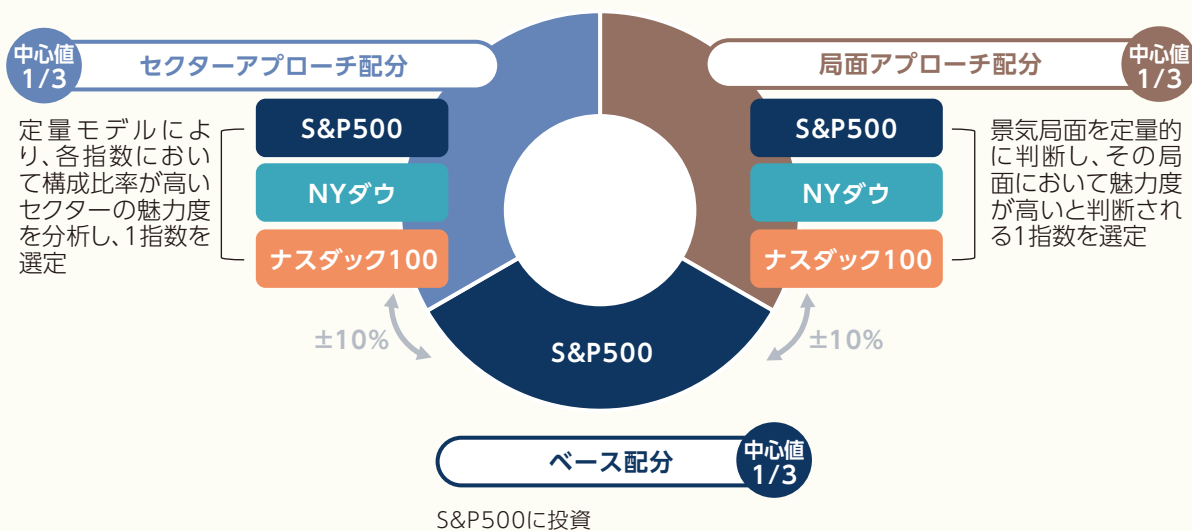 中心値
1/3
セクターアプローチ配分
S&P500
NYダウ
ナスダック100
定量モデルによ
り、各指数におい
て構成比率が高い
セクターの魅力度
を分析し、1指数を
選定
±10%
局面アプローチ配分
中心値
1/3
S&P500
NYダウ
ナスダック100
景気局面を定量的
に判断し、その局
面において魅力度
が高いと判断され
る1指数を選定
±10%
S&P500
ベース配分
中心値
1/3
S&P500に投資